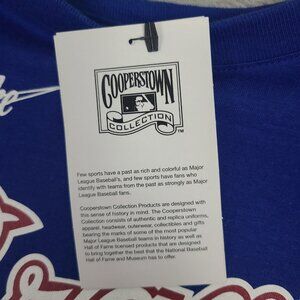 COOPERSTOWN
COLLECTION
TM
Few sports have a past as rich and colorful as Major
League Baseball's, and few sports have fans who
identify with teams from the past as strongly as Major
League Baseball fans.
Cooperstown Collection Products are designed with
this sense of history in mind. The Cooperstown
Collection consists of authentic and replica uniforms,
apparel, headwear, outerwear, collectibles and gifts
bearing the marks of some of the most popular
Major League Baseball teams in history as well as
Hall of Fame licensed products that are designed
to bring together the best that the National Baseball
Hall of Fame and Museum has to offer.